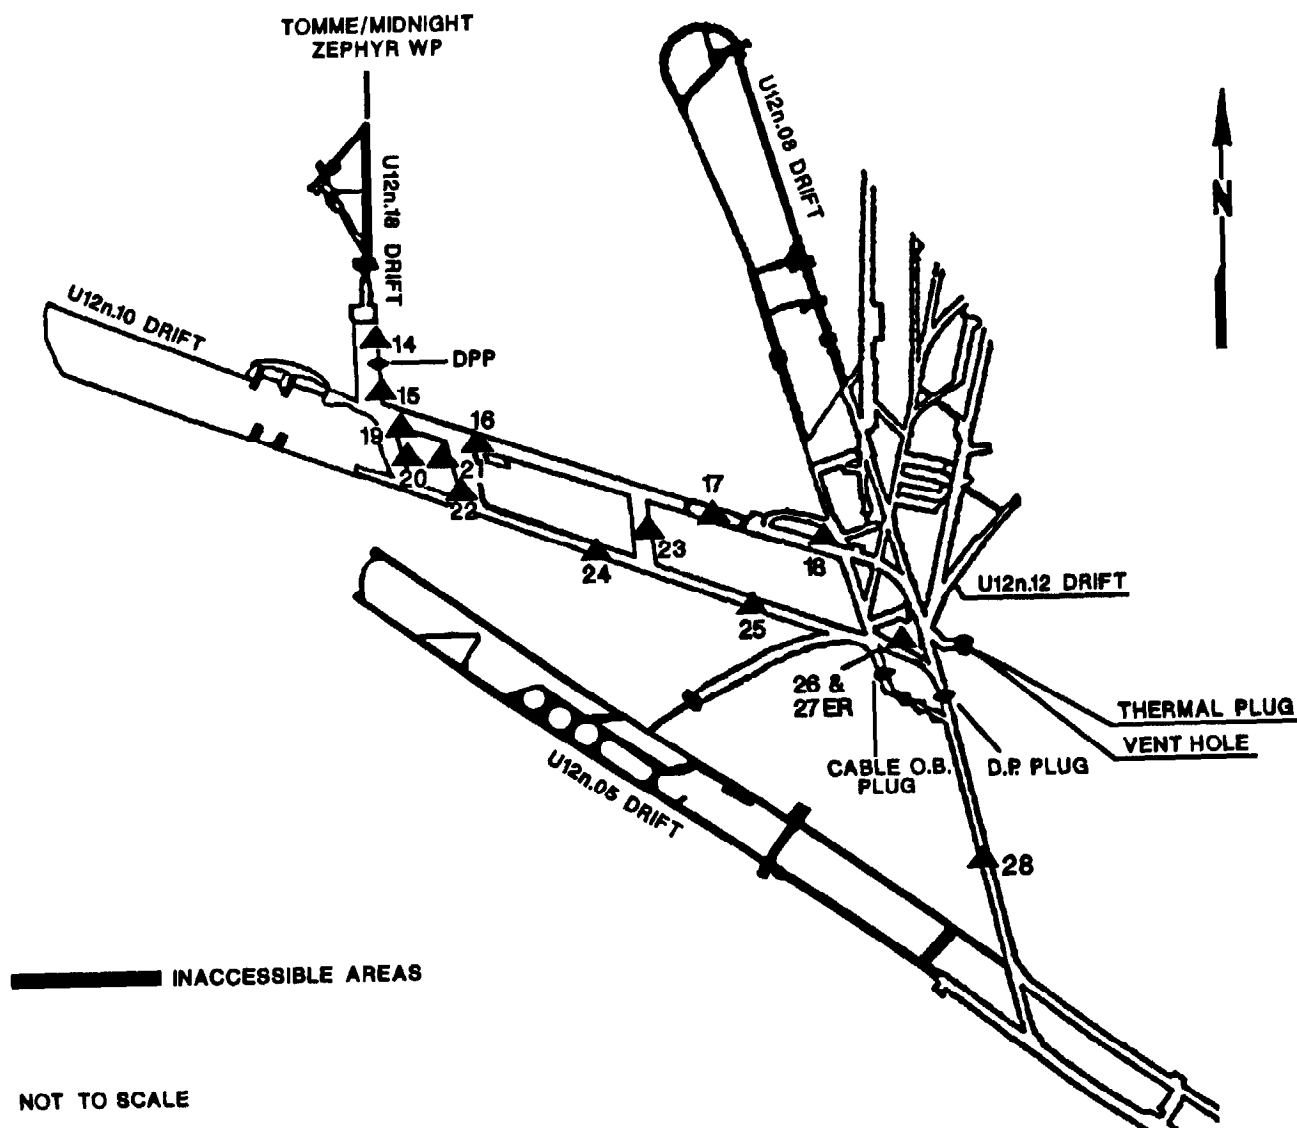 TOMME/MIDNIGHT
ZEPHYR WP
U12n.08 DRIFT
U12n.18 DRIFT
N
U12n.10 DRIFT
14
DPP
15
16
19
20
21
22
17
18
23
24
25
U12n.12 DRIFT
26 &
27 ER
THERMAL PLUG
VENT HOLE
CABLE O.B.
PLUG
D.P. PLUG
U12n.05 DRIFT
28
INACCESSIBLE AREAS
NOT TO SCALE